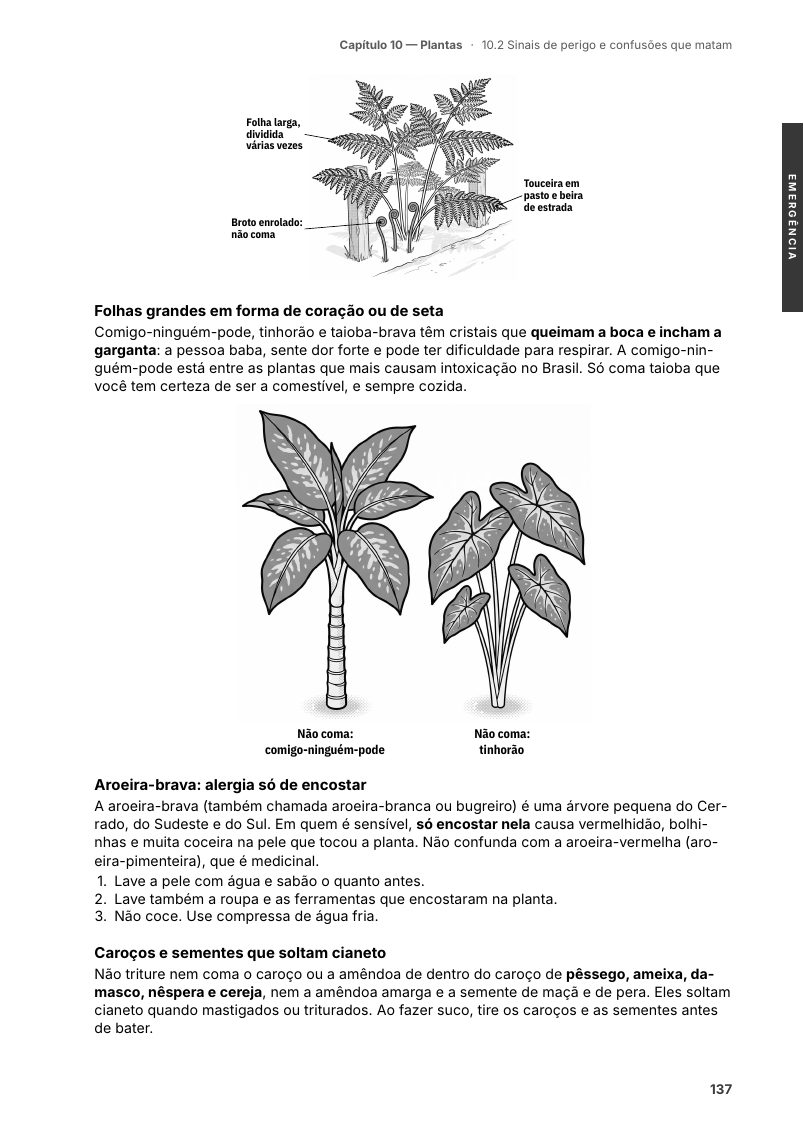 Capítulo 10 — Plantas · 10.2 Sinais de perigo e confusões que matam
Folha larga,
dividida
várias vezes
Touceira em
pasto e beira
de estrada
Broto enrolado:
não coma
EMERGÊNCIA
Folhas grandes em forma de coração ou de seta
Comigo-ninguém-pode, tinhorão e taioba-brava têm cristais que queimam a boca e incham a
garganta: a pessoa baba, sente dor forte e pode ter dificuldade para respirar. A comigo-nin-
guém-pode está entre as plantas que mais causam intoxicação no Brasil. Só coma taioba que
você tem certeza de ser a comestível, e sempre cozida.
Não coma:
comigo-ninguém-pode
Não coma:
tinhorão
Aroeira-brava: alergia só de encostar
A aroeira-brava (também chamada aroeira-branca ou bugreiro) é uma árvore pequena do Cer-
rado, do Sudeste e do Sul. Em quem é sensível, só encostar nela causa vermelhidão, bolhi-
nhas e muita coceira na pele que tocou a planta. Não confunda com a aroeira-vermelha (aro-
eira-pimenteira), que é medicinal.
1. Lave a pele com água e sabão o quanto antes.
2. Lave também a roupa e as ferramentas que encostaram na planta.
3. Não coce. Use compressa de água fria.
Caroços e sementes que soltam cianeto
Não triture nem coma o caroço ou a amêndoa de dentro do caroço de pêssego, ameixa, da-
masco, nêspera e cereja, nem a amêndoa amarga e a semente de maçã e de pera. Eles soltam
cianeto quando mastigados ou triturados. Ao fazer suco, tire os caroços e as sementes antes
de bater.
137